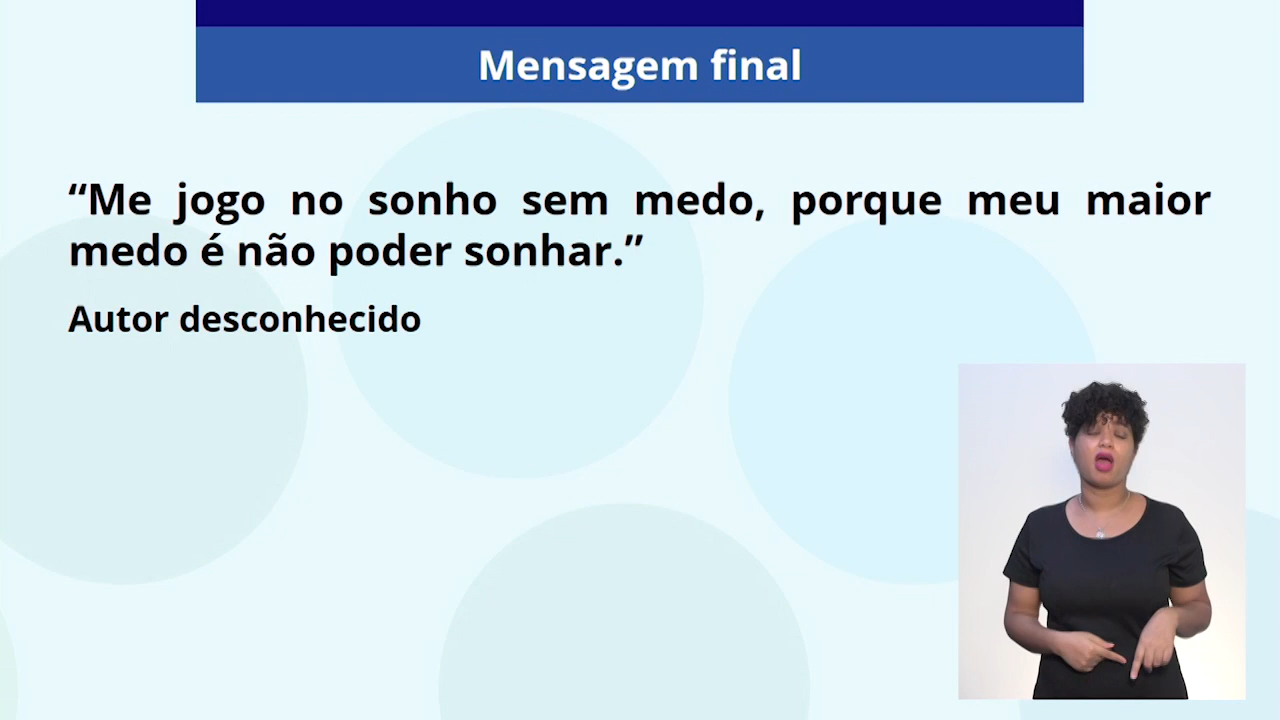 Mensagem final
“Me jogo no sonho sem medo, porque meu maior
medo é não poder sonhar.”
Autor desconhecido